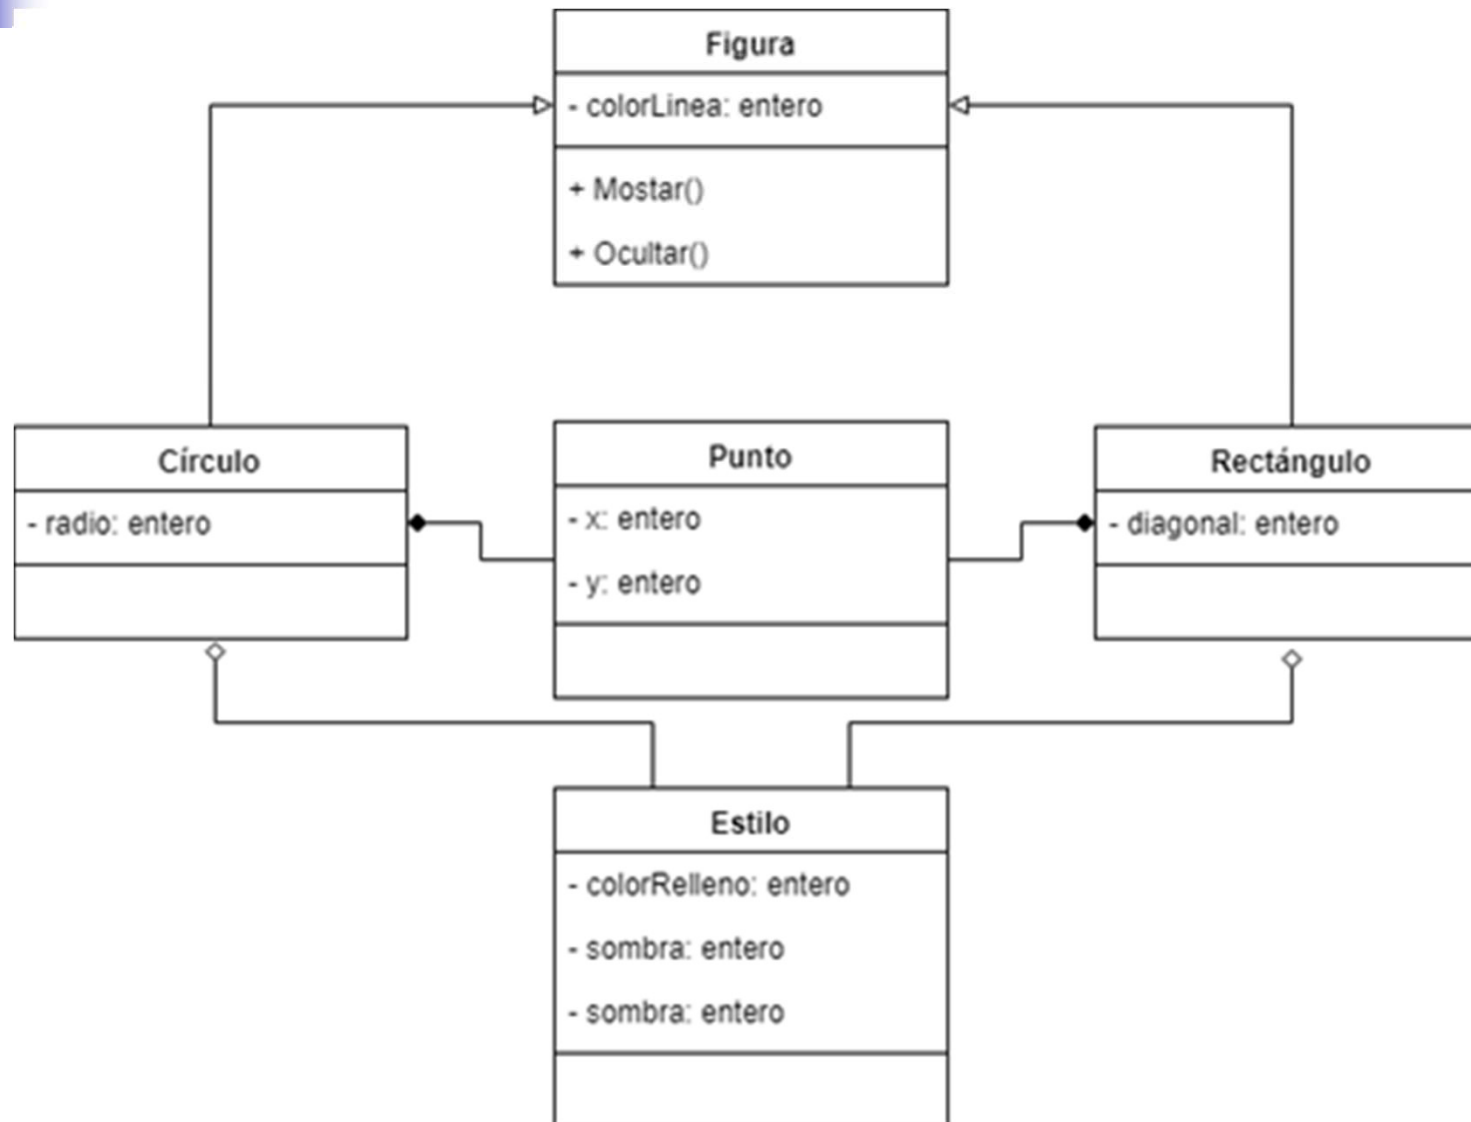 Figura
- colorLinea: entero
+ Mostar()
+ Ocultar()
Círculo
- radio: entero
Punto
- x: entero
- y: entero
Rectángulo
- diagonal: entero
Estilo
- colorRelleno: entero
- sombra: entero
- sombra: entero